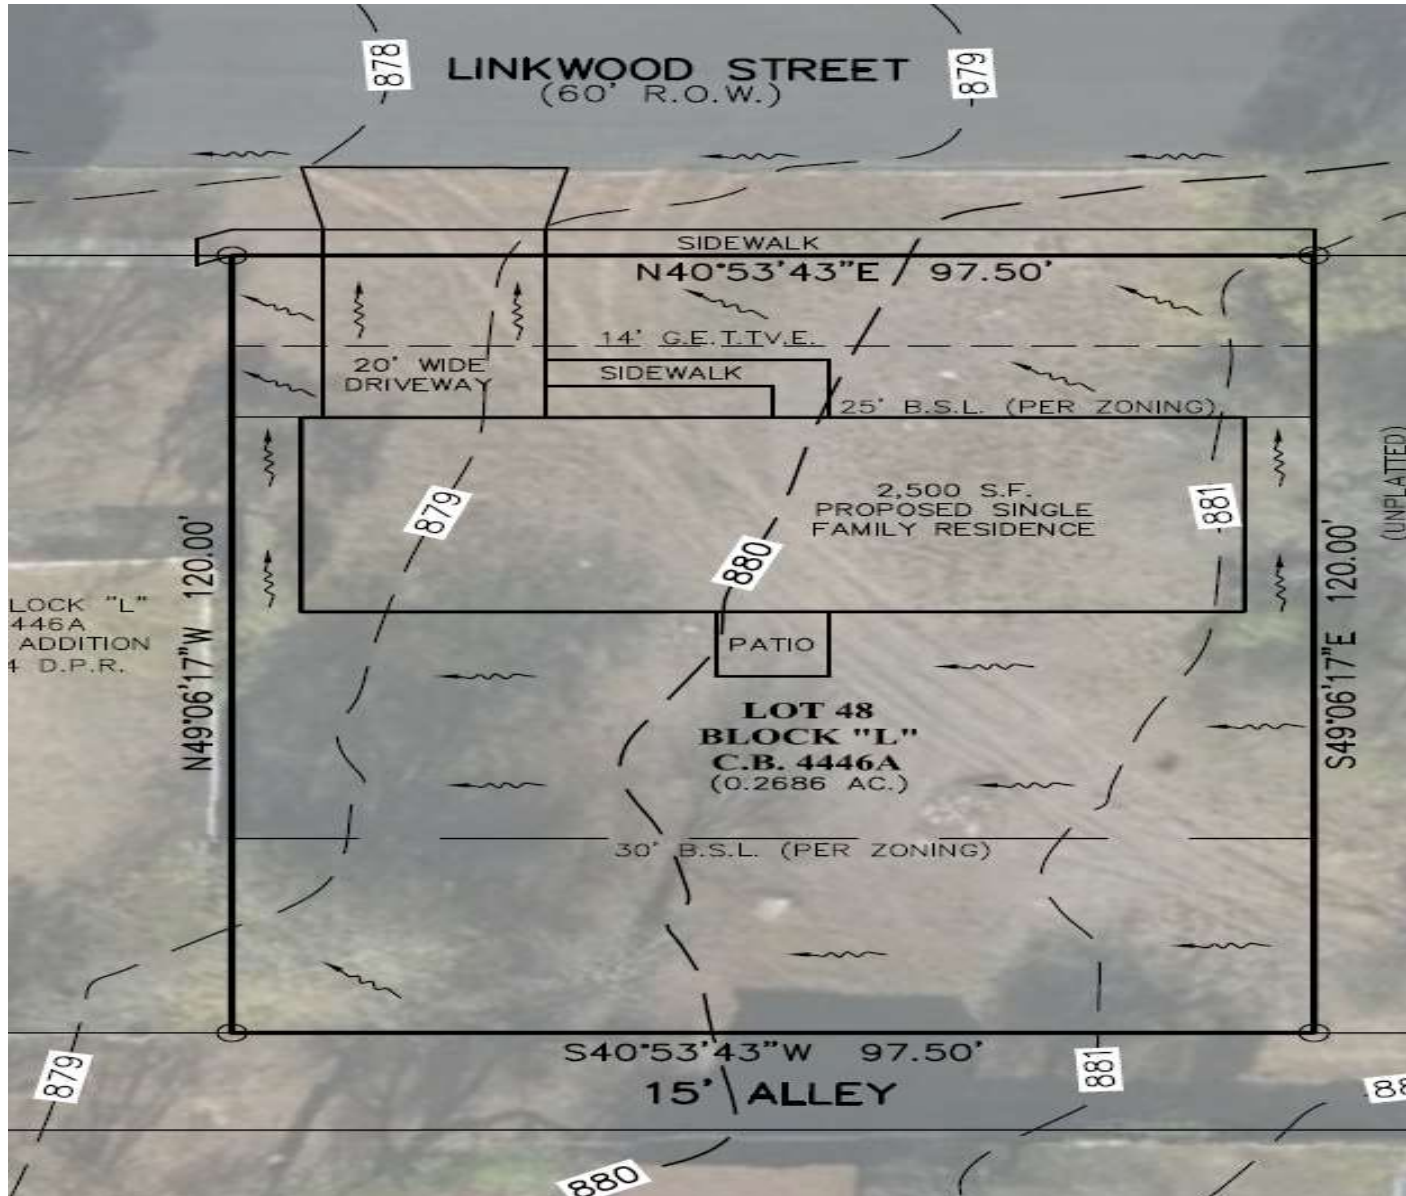 878
LINKWOOD STREET
(60' R.O.W.)
879
SIDEWALK
N40°53'43"E 97.50'
14' G.E.T.TV.E.
20' WIDE
DRIVEWAY
SIDEWALK
25' B.S.L. (PER ZONING)
879
2,500 S.F.
PROPOSED SINGLE
FAMILY RESIDENCE
881
(UNPLATTED)
880
N49°06'17"W 120.00'
S49°06'17"E 120.00'
LOCK "L"
446A
ADDITION
4 D.P.R.
PATIO
LOT 48
BLOCK "L"
C.B. 4446A
(0.2686 AC.)
30' B.S.L. (PER ZONING)
S40°53'43"W 97.50'
879
881
15' ALLEY
88
880